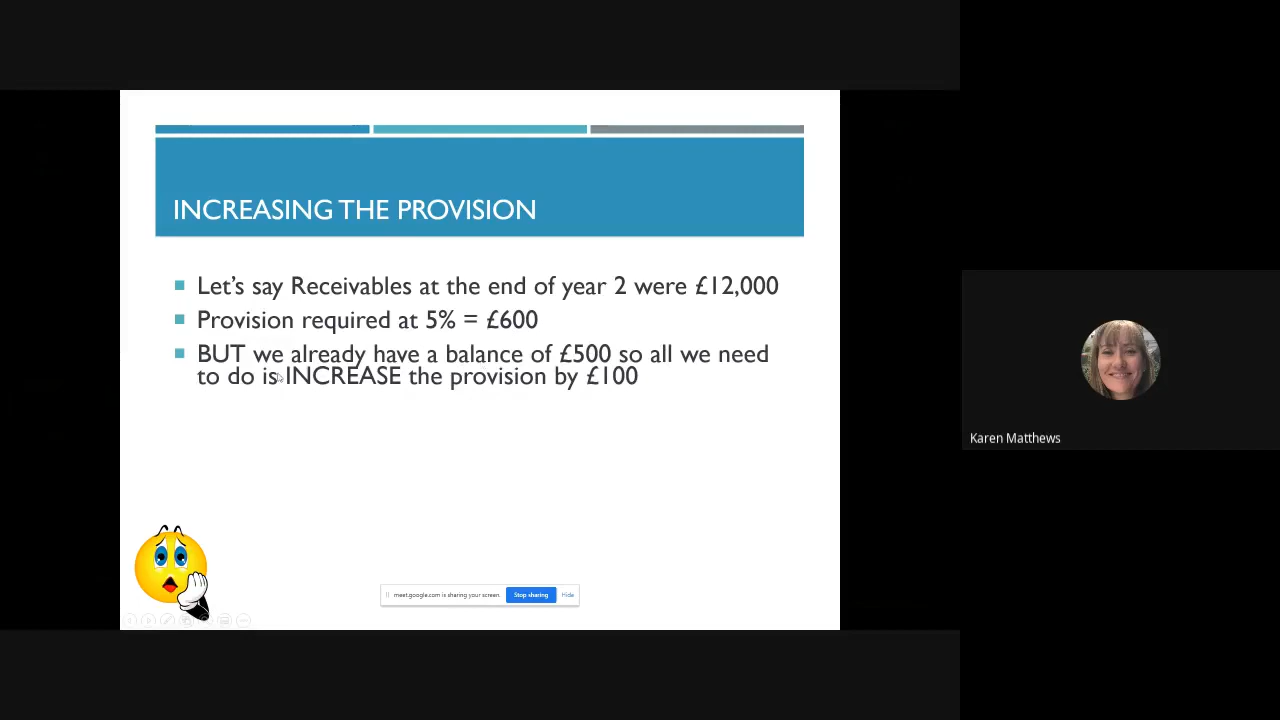 INCREASING THE PROVISION
Let's say Receivables at the end of year 2 were £12,000
Provision required at 5% = £600
BUT we already have a balance of £500 so all we need
to do is INCREASE the provision by £100
Karen Matthews
meet.google.com is sharing your screen. Stop sharing Hide